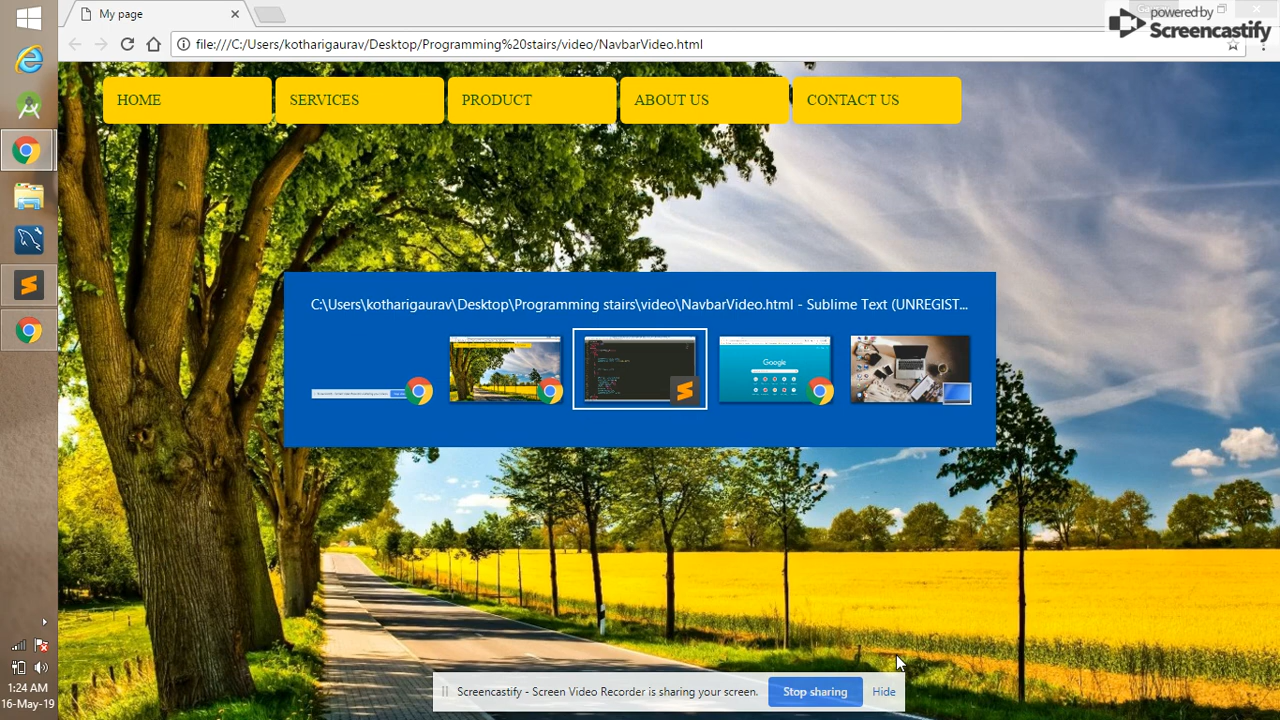 My page
powered by
Screencastify
file:///C:/Users/kotharigaurav/Desktop/Programming%20stairs/video/NavbarVideo.html
HOME
SERVICES
PRODUCT
ABOUT US
CONTACT US
C:\Users\kotharigaurav\Desktop\Programming stairs\video\NavbarVideo.html - Sublime Text (UNREGIST...
Google
Screencastify - Screen Video Recorder is sharing your screen.
Stop sharing
Hide
1:24 AM
16-May-19